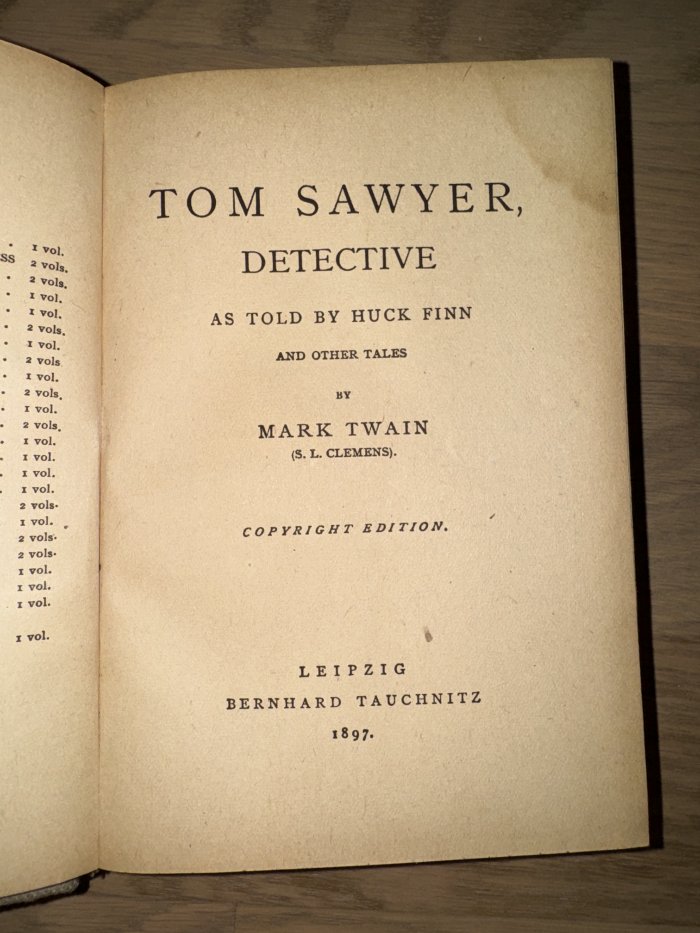 · 1 vol.
SS 2 vols.
· 2 vols.
· 1 vol.
· 1 vol.
· 2 vols.
· 1 vol.
· 2 vols
· 1 vol.
· 2 vols.
· 1 vol.
· 2 vols.
· 1 vol.
· 1 vol.
· 1 vol.
. 1 vol.
2 vols·
1 vol.
2 vols·
2 vols·
1 vol.
1 vol.
1 vol.
1 vol.
TOM SAWYER,
DETECTIVE
AS TOLD BY HUCK FINN
AND OTHER TALES
BY
MARK TWAIN
(S. L. CLEMENS).
COPYRIGHT EDITION.
LEIPZIG
BERNHARD TAUCHNITZ
1897.